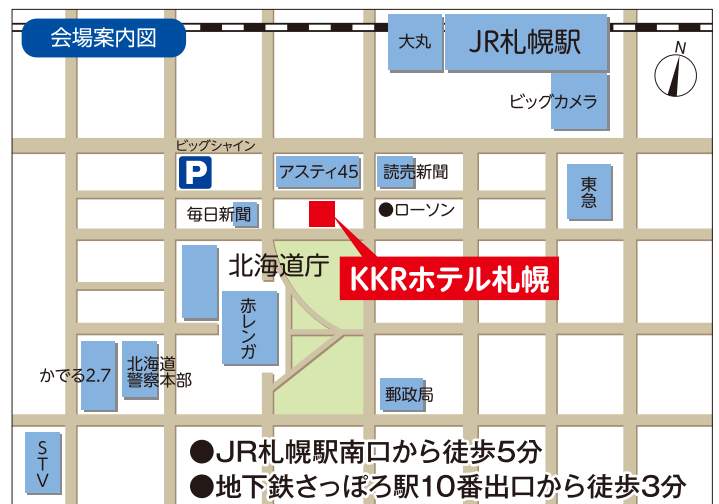 会場案内図
大丸
JR札幌駅
N
ビッグカメラ
ビッグシャイン
P
アスティ45
読売新聞
東急
毎日新聞
●ローソン
北海道庁
KKRホテル札幌
赤レンガ
かでる2.7
北海道
警察本部
郵政局
STV
●JR札幌駅南口から徒歩5分
●地下鉄さっぽろ駅10番出口から徒歩3分